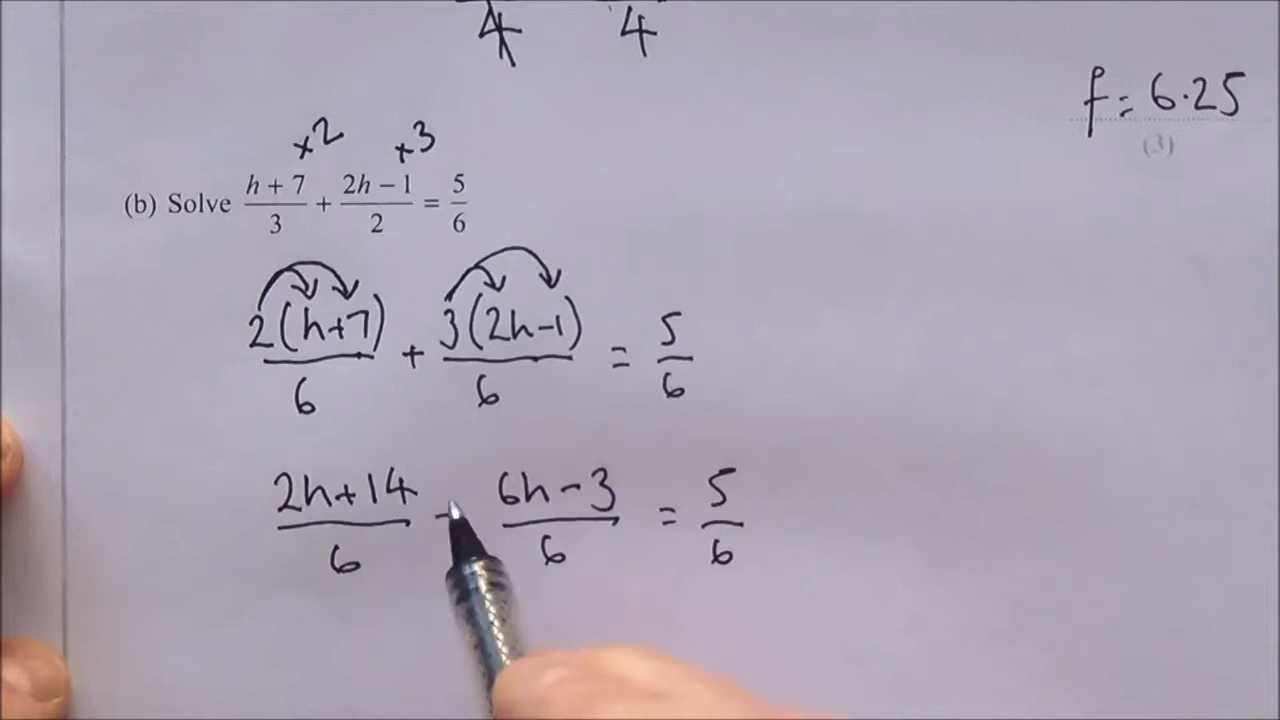 4 4
f = 6.25
(3)
×2 ×3
(b) Solve (h + 7)/3 + (2h − 1)/2 = 5/6
2(h+7)/6 + 3(2h−1)/6 = 5/6
(2h+14)/6 + (6h−3)/6 = 5/6